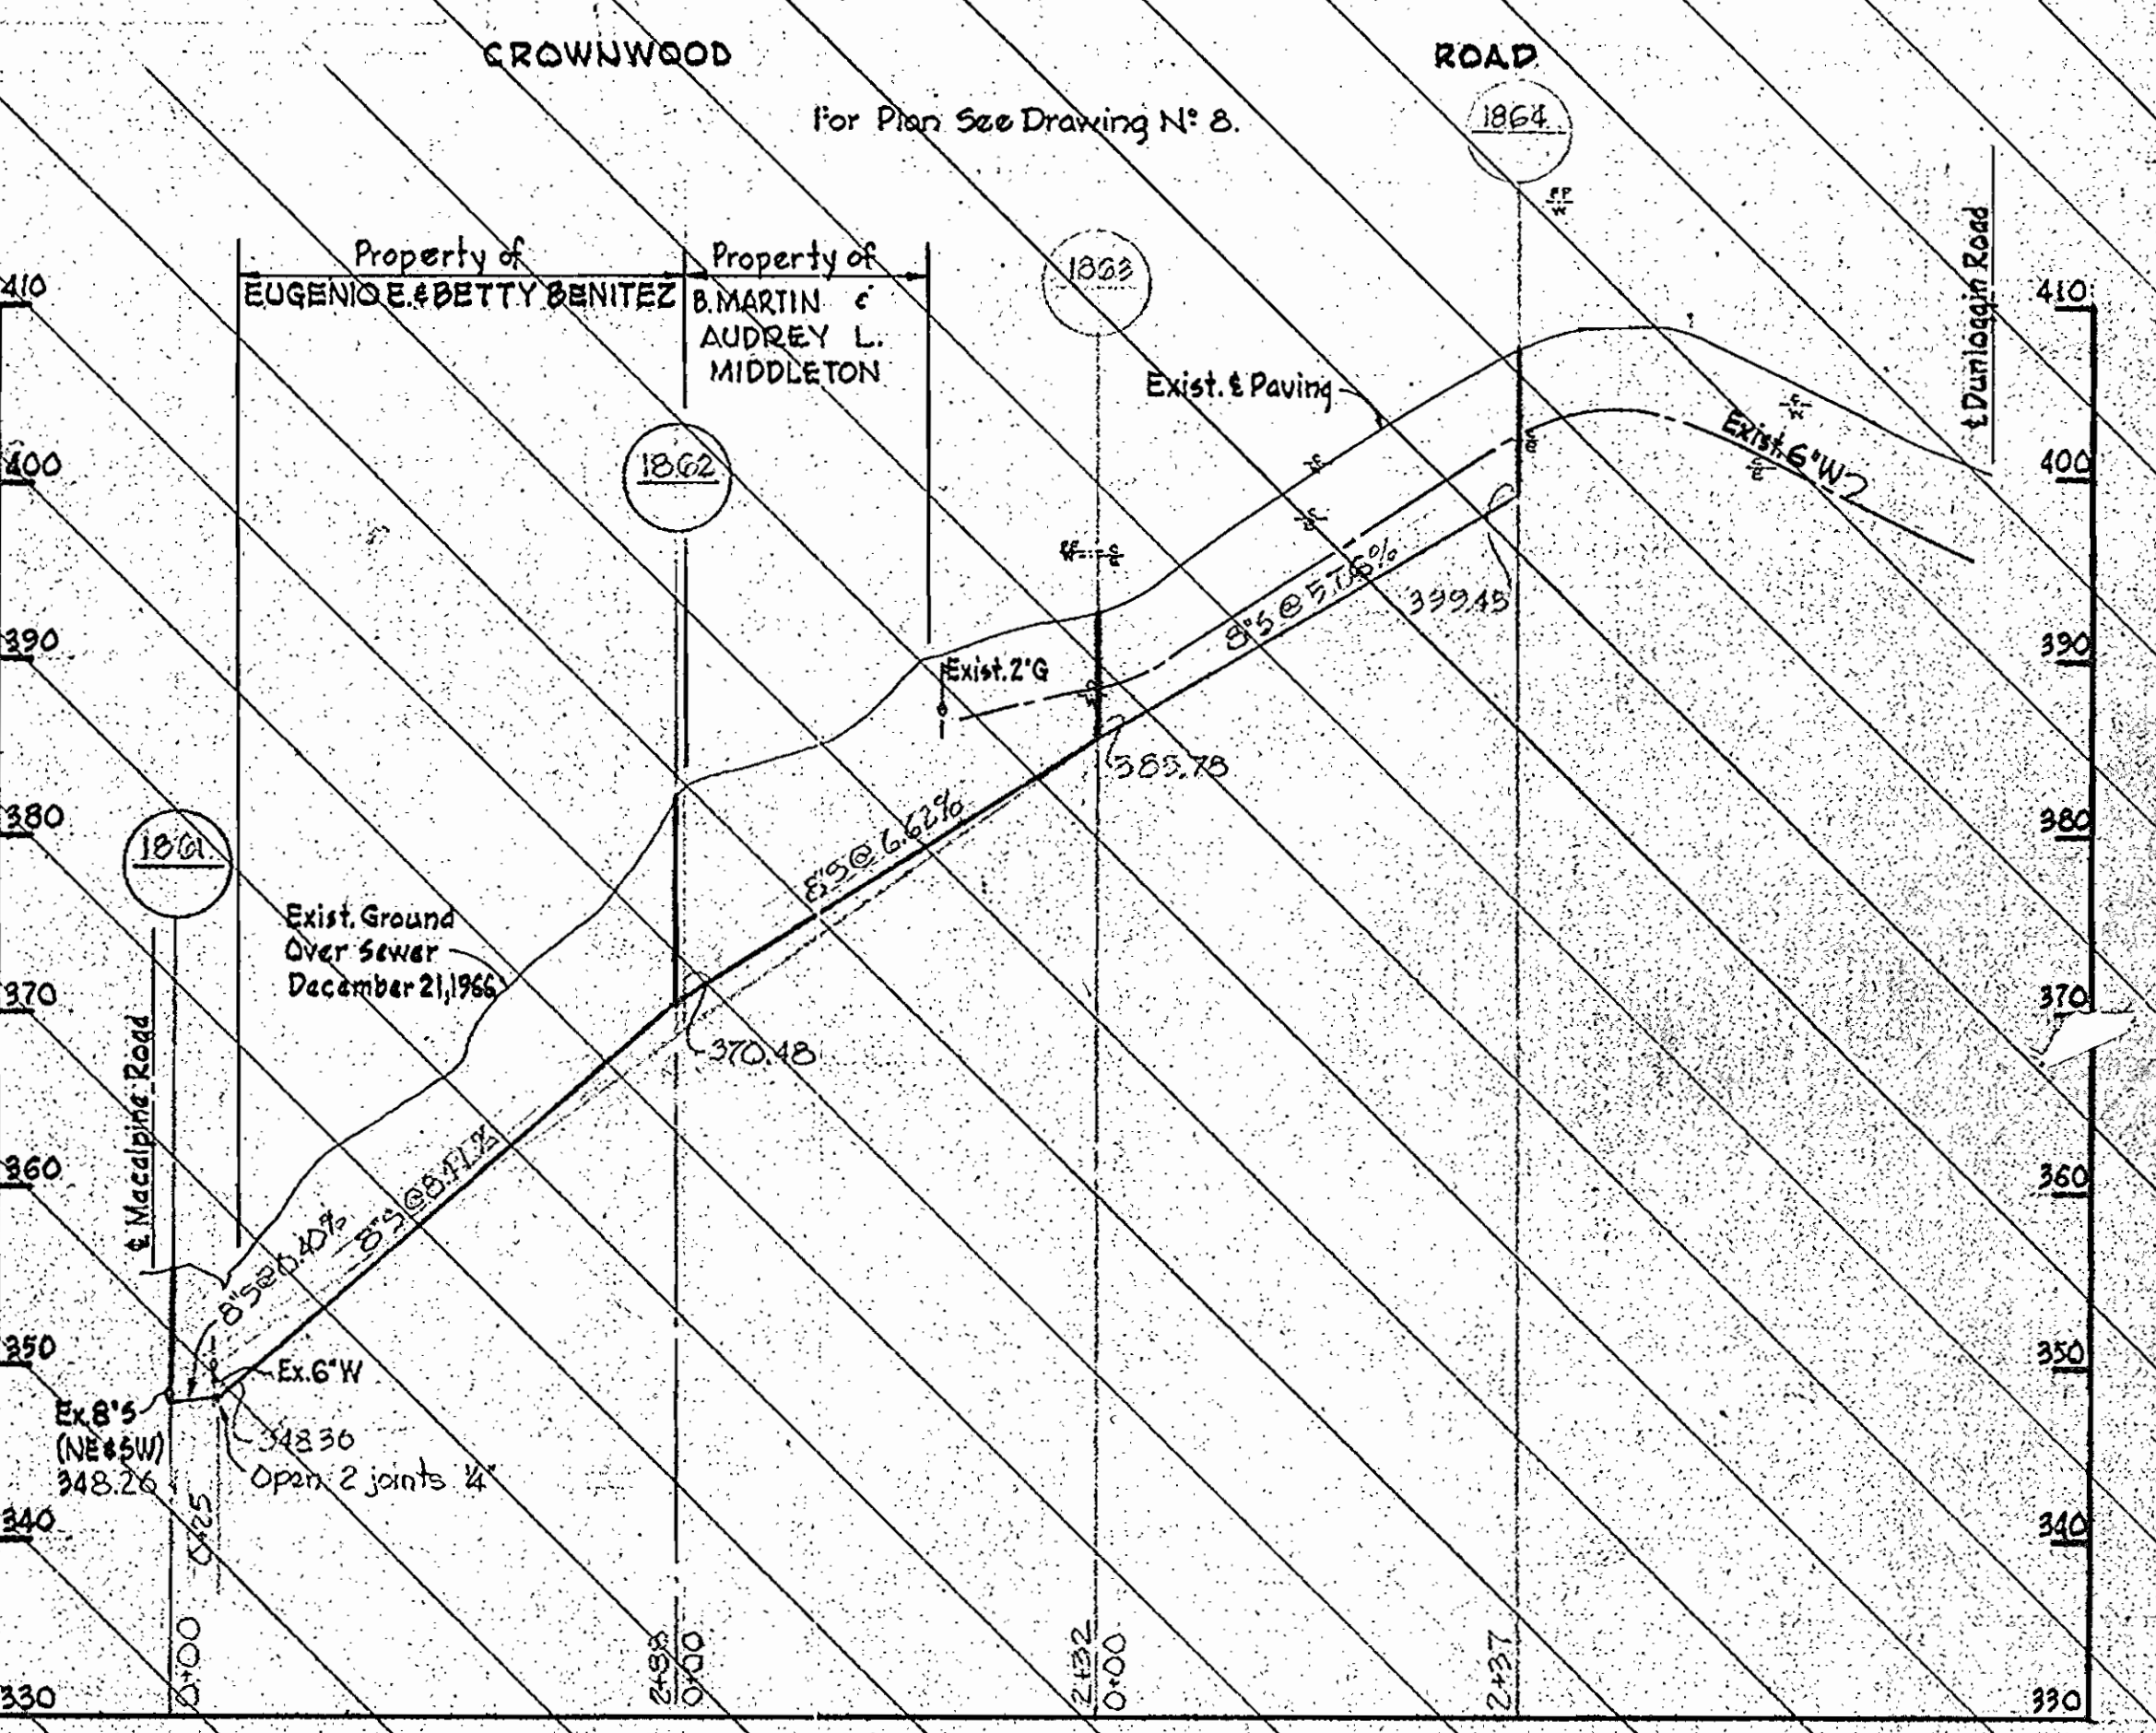 CROWNWOOD ROAD
For Plan See Drawing Nº 8.
1864
Property of
EUGENIO E. & BETTY BENITEZ
Property of
B. MARTIN &
AUDREY L.
MIDDLETON
1863
℄ Dunloggin Road
410
410
Exist. ℄ Paving
400
400
1862
Exist. 6"W
8"S @ 5.76%
399.45
390
390
Exist. 2"G
385.78
380
380
1861
8"S @ 6.62%
Exist. Ground
Over Sewer
December 21, 1966
370
370
370.48
℄ Macalpine Road
360
360
8"S @ 8.41%
8"S @ 0.40%
350
350
Ex. 6"W
Ex. 8"S
(NE & SW)
348.26
348.36
Open 2 joints ¼"
340
340
0+25
0+00
2+88
0+00
2+32
0+00
2+37
330
330